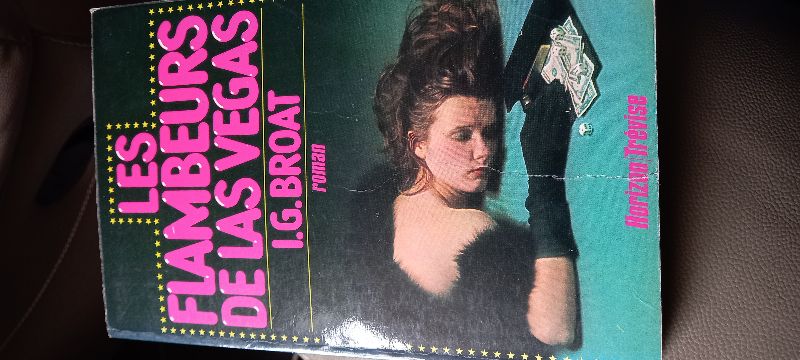 LES
FLAMBEURS
DE LAS VEGAS
I.G. BROAT
roman
Horizon Trévise